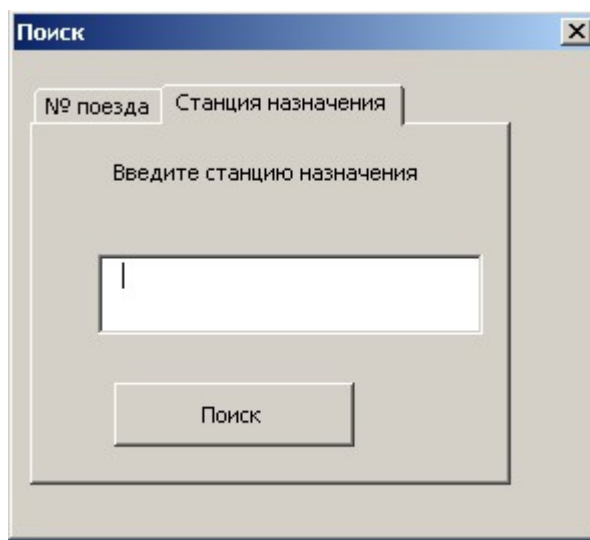 Поиск
№ поезда
Станция назначения
Введите станцию назначения
Поиск